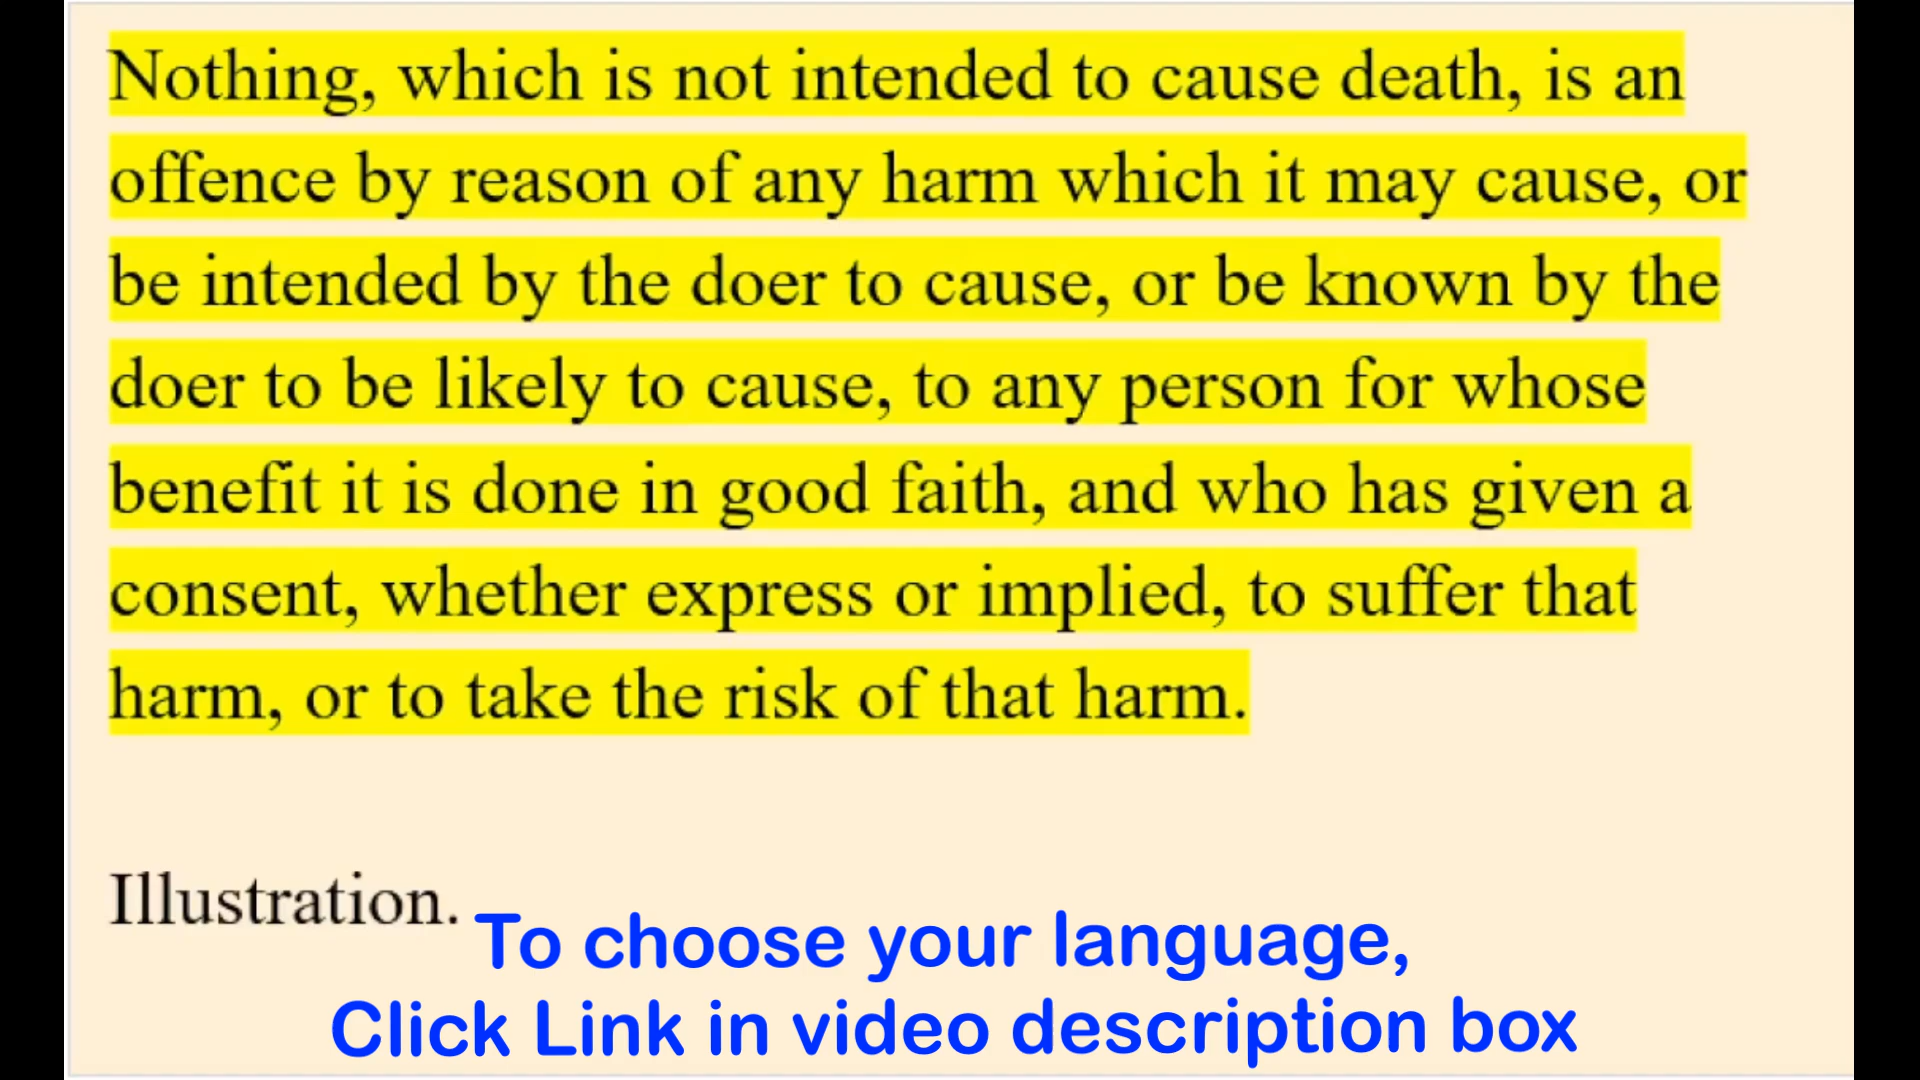 Nothing, which is not intended to cause death, is an
offence by reason of any harm which it may cause, or
be intended by the doer to cause, or be known by the
doer to be likely to cause, to any person for whose
benefit it is done in good faith, and who has given a
consent, whether express or implied, to suffer that
harm, or to take the risk of that harm.
Illustration.
To choose your language,
Click Link in video description box